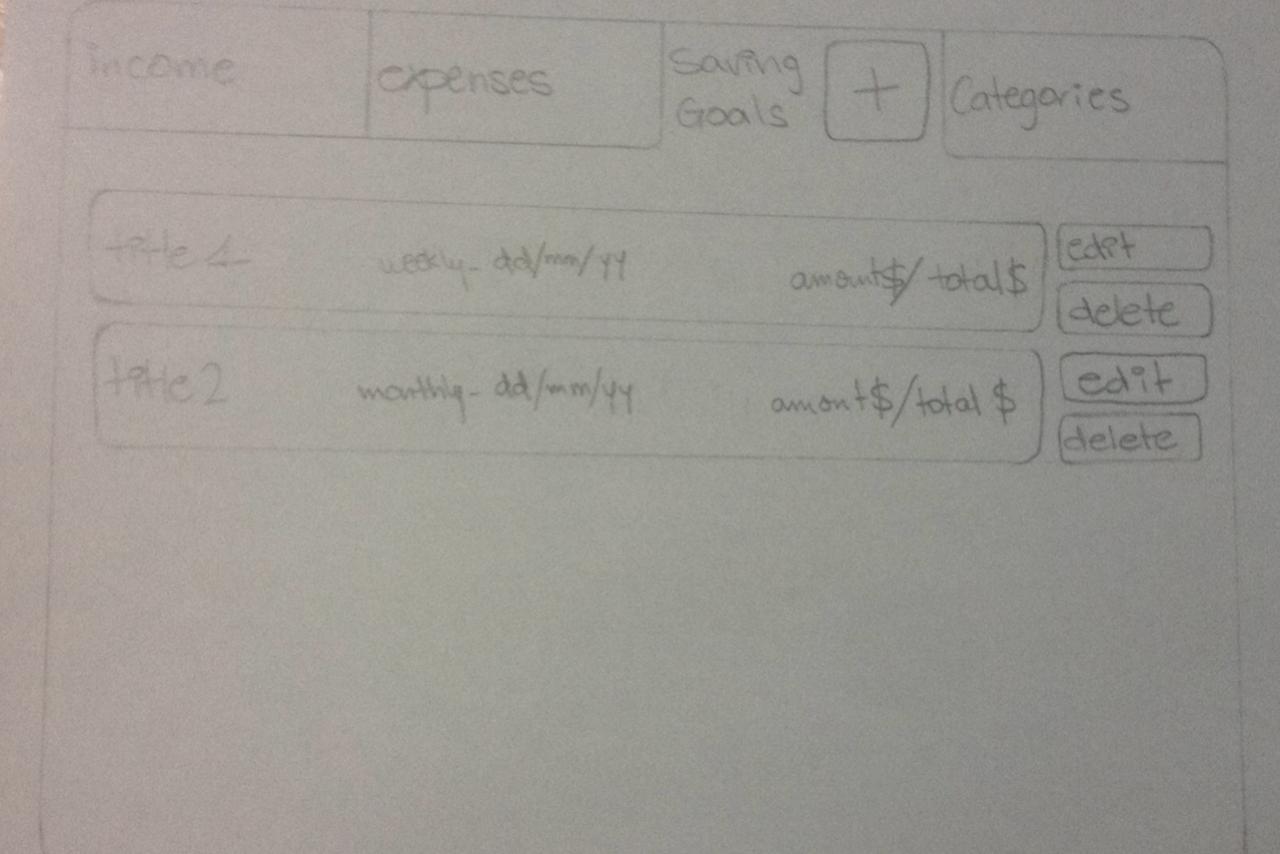 income
expenses
Saving
Goals
+
Categories
title 1
weekly- dd/mm/yy
amount$/ total$
edit
delete
title 2
monthly- dd/mm/yy
amont$/total $
edit
delete